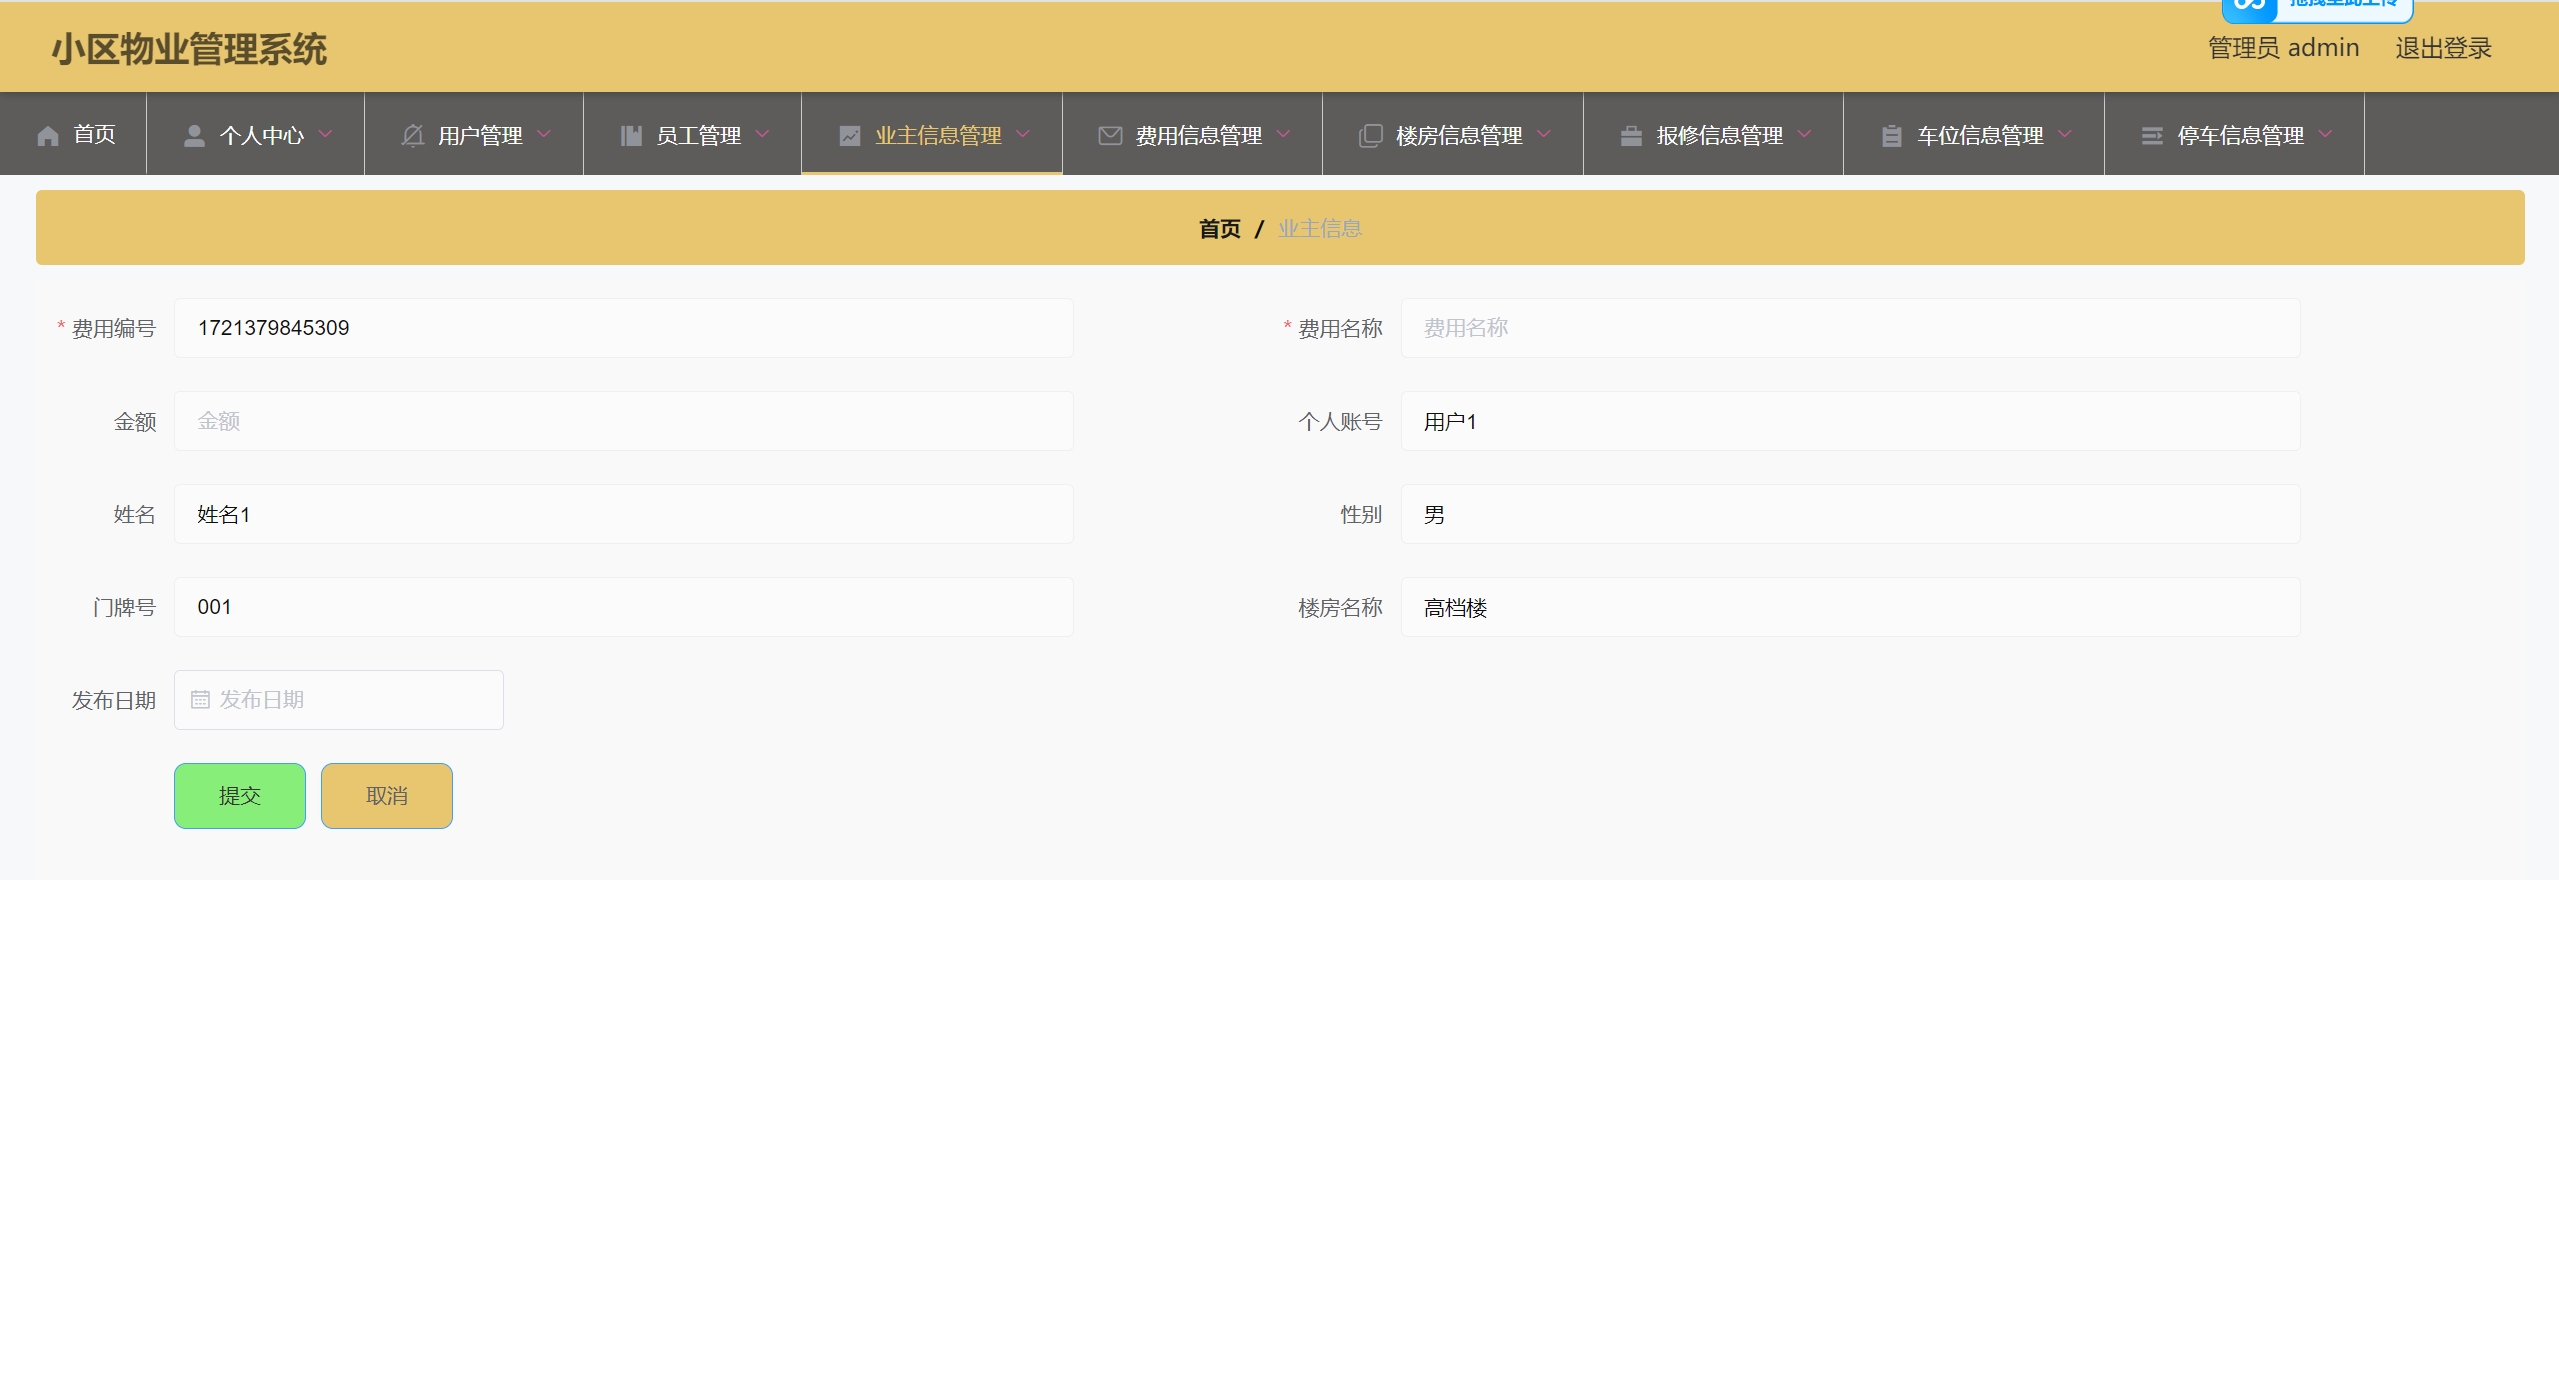 小区物业管理系统
管理员 admin 退出登录
首页 个人中心 用户管理 员工管理 业主信息管理 费用信息管理 楼房信息管理 报修信息管理 车位信息管理 停车信息管理
首页 / 业主信息
* 费用编号 1721379845309 * 费用名称 费用名称
金额 金额 个人账号 用户1
姓名 姓名1 性别 男
门牌号 001 楼房名称 高档楼
发布日期 发布日期
提交 取消